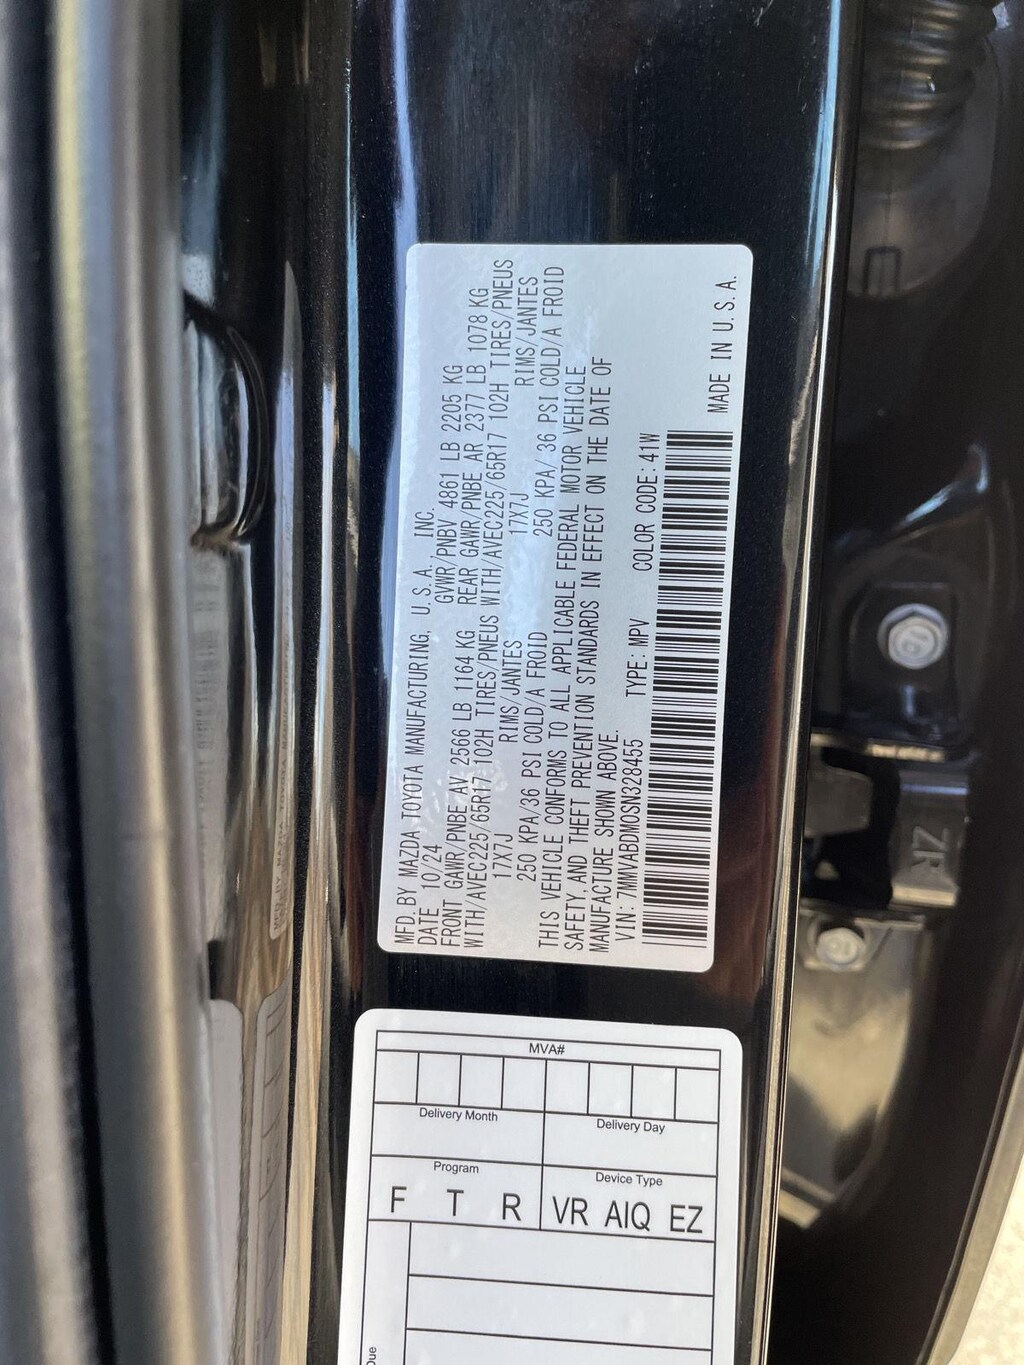 MFD. BY MAZDA TOYOTA MANUFACTURING, U.S.A. INC.
DATE 10/24 GVWR/PNBV 4861 LB 2205 KG
FRONT GAWR/PNBE AV 2566 LB 1164 KG REAR GAWR/PNBE AR 2377 LB 1078 KG
WITH/AVEC225/65R17 102H TIRES/PNEUS WITH/AVEC225/65R17 102H TIRES/PNEUS
17X7J RIMS/JANTES 17X7J RIMS/JANTES
250 KPA/36 PSI COLD/A FROID 250 KPA/ 36 PSI COLD/A FROID
THIS VEHICLE CONFORMS TO ALL APPLICABLE FEDERAL MOTOR VEHICLE
SAFETY, AND THEFT PREVENTION STANDARDS IN EFFECT ON THE DATE OF
MANUFACTURE SHOWN ABOVE.
VIN: 7MMVABDM0SN328455 TYPE: MPV COLOR CODE: 41W
MADE IN U.S.A.
MVA#
Delivery Month Delivery Day
Program Device Type
F T R VR AIQ EZ
Due
ZR